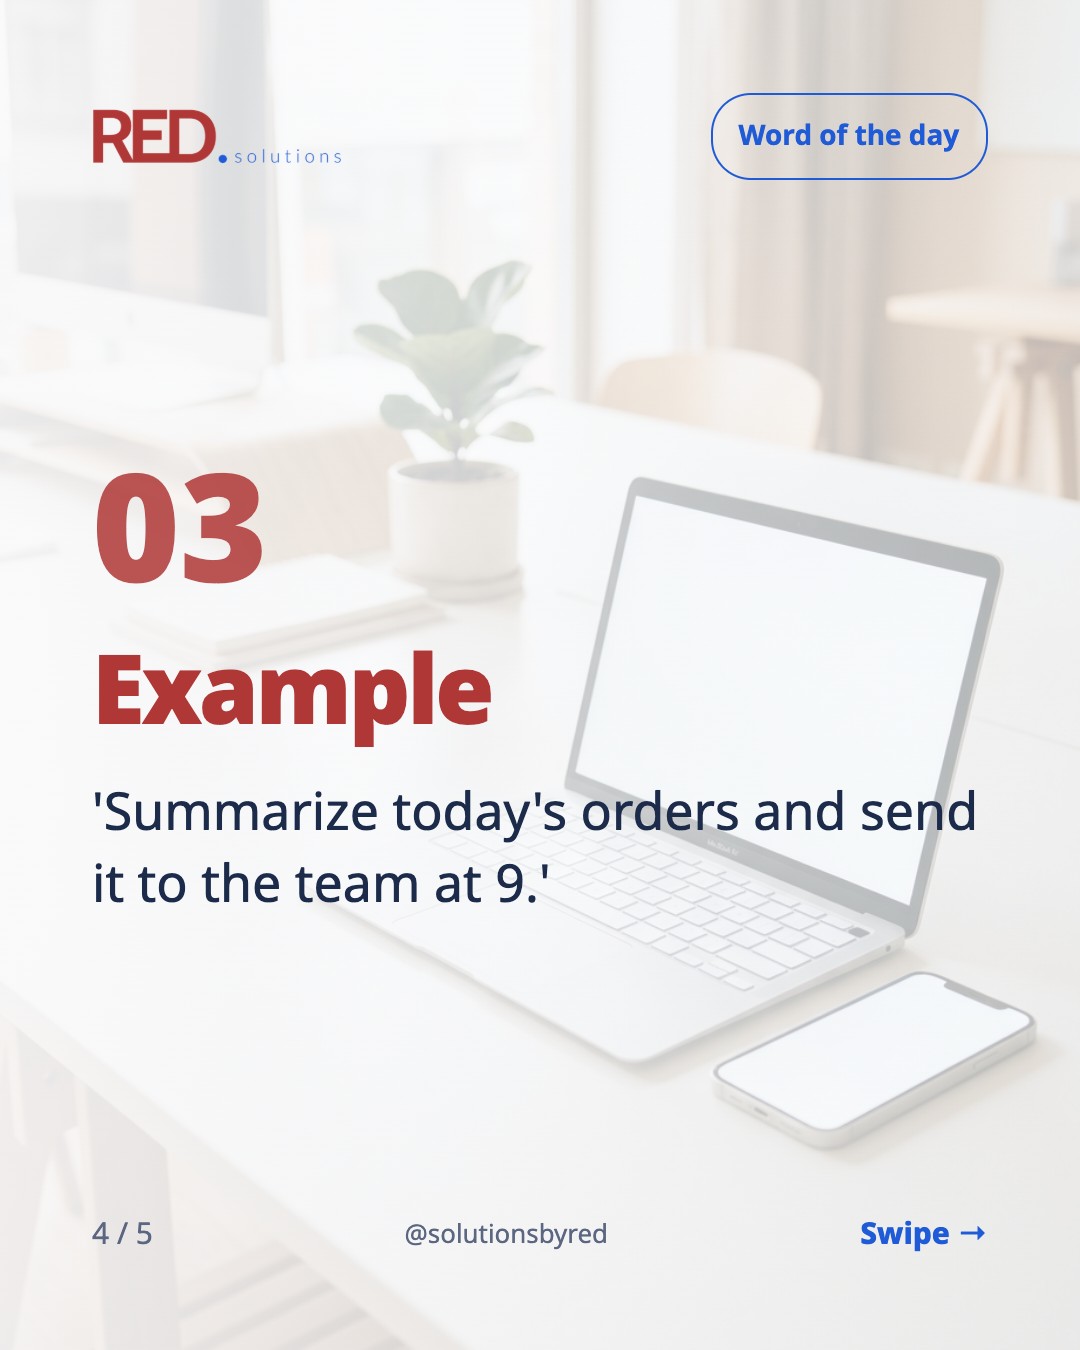 RED.solutions
Word of the day
03
Example
'Summarize today's orders and send
it to the team at 9.'
4 / 5
@solutionsbyred
Swipe →